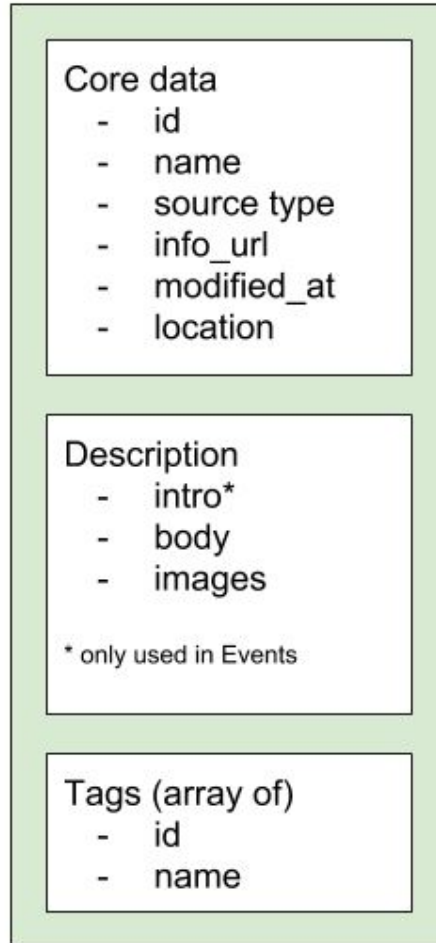 Core data
- id
- name
- source type
- info_url
- modified_at
- location
Description
- intro*
- body
- images
* only used in Events
Tags (array of)
- id
- name